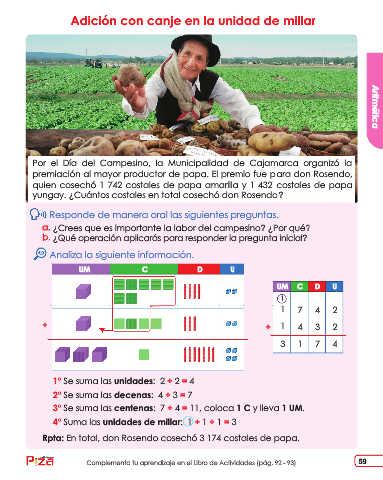 Adición con canje en la unidad de millar
Aritmética
Por el Día del Campesino, la Municipalidad de Cajamarca organizó la
premiación al mayor productor de papa. El premio fue para don Rosendo,
quien cosechó 1 742 costales de papa amarilla y 1 432 costales de papa
yungay. ¿Cuántos costales en total cosechó don Rosendo?
Responde de manera oral las siguientes preguntas.
a. ¿Crees que es importante la labor del campesino? ¿Por qué?
b. ¿Qué operación aplicarás para responder la pregunta inicial?
Analiza la siguiente información.
UM C D U
+
UM C D U
1
1 7 4 2
+ 1 4 3 2
3 1 7 4
1° Se suma las unidades: 2 + 2 = 4
2° Se suma las decenas: 4 + 3 = 7
3° Se suma las centenas: 7 + 4 = 11, coloca 1 C y lleva 1 UM.
4° Suma las unidades de millar: 1 + 1 + 1 = 3
Rpta: En total, don Rosendo cosechó 3 174 costales de papa.
Complementa tu aprendizaje en el Libro de Actividades (pág. 92 - 93)
59